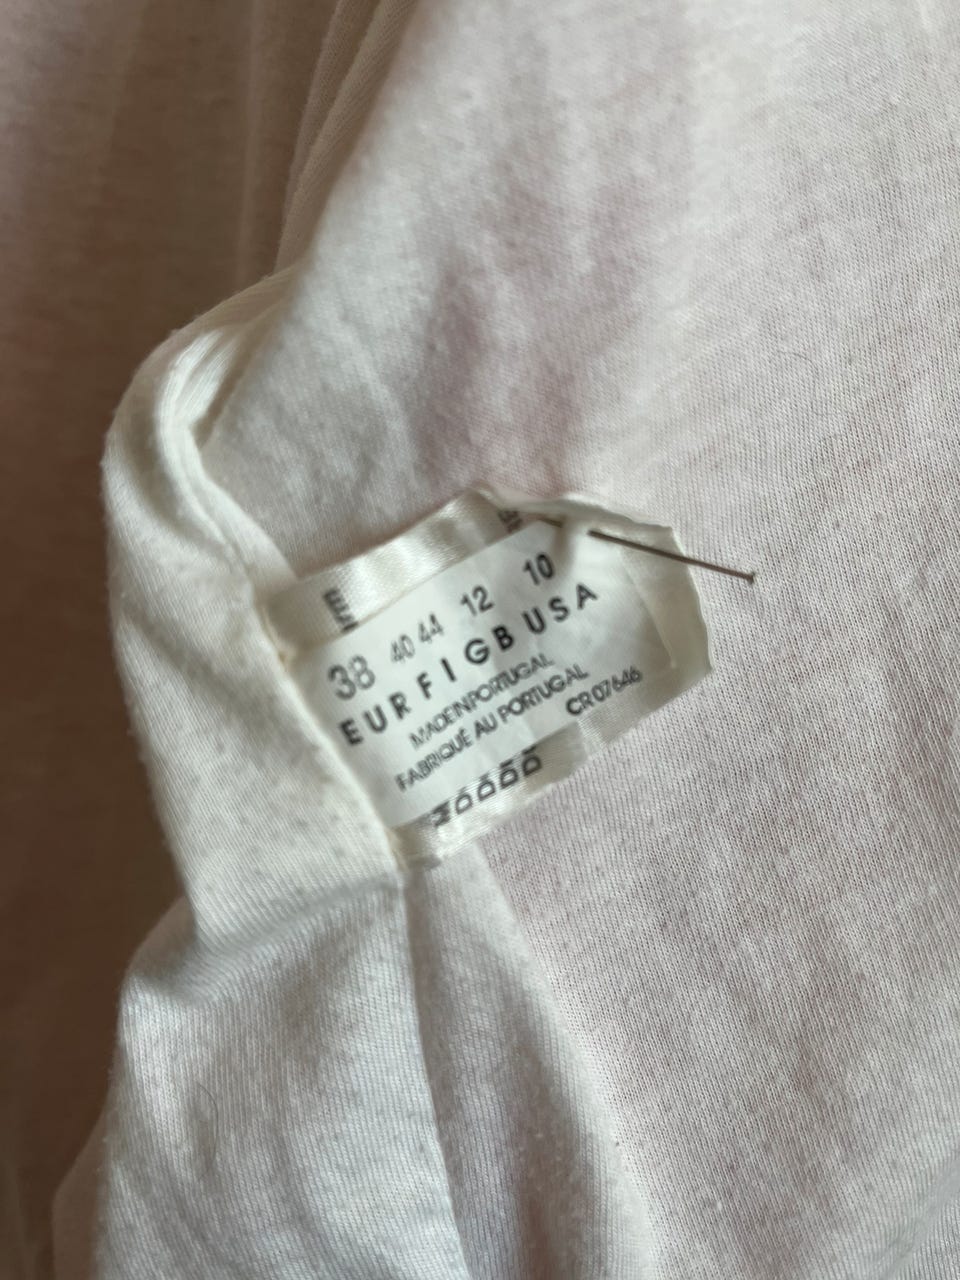 38 40 44 12 10
EUR F I GB USA
MADE IN PORTUGAL
FABRIQUÉ AU PORTUGAL
CR 07646